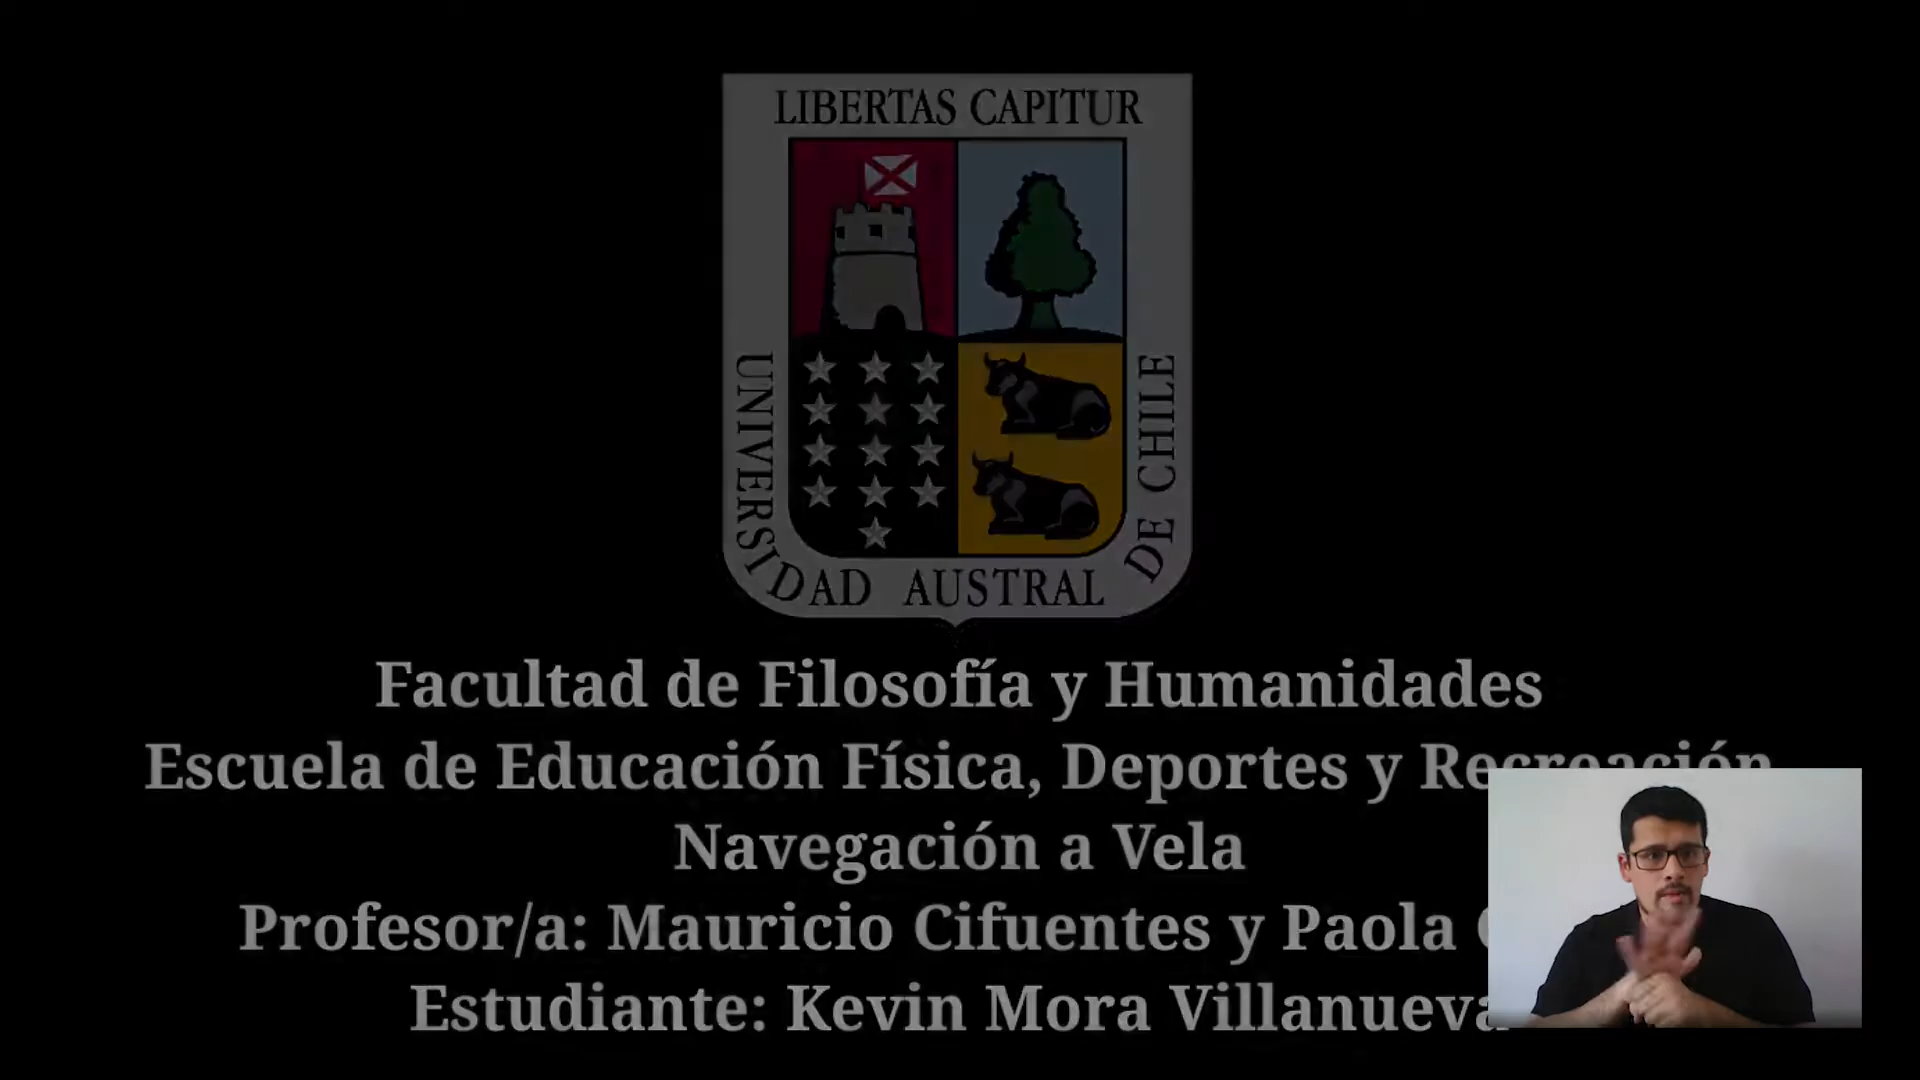 LIBERTAS CAPITUR
UNIVERSIDAD AUSTRAL DE CHILE
Facultad de Filosofía y Humanidades
Escuela de Educación Física, Deportes y Recreación
Navegación a Vela
Profesor/a: Mauricio Cifuentes y Paola
Estudiante: Kevin Mora Villanueva